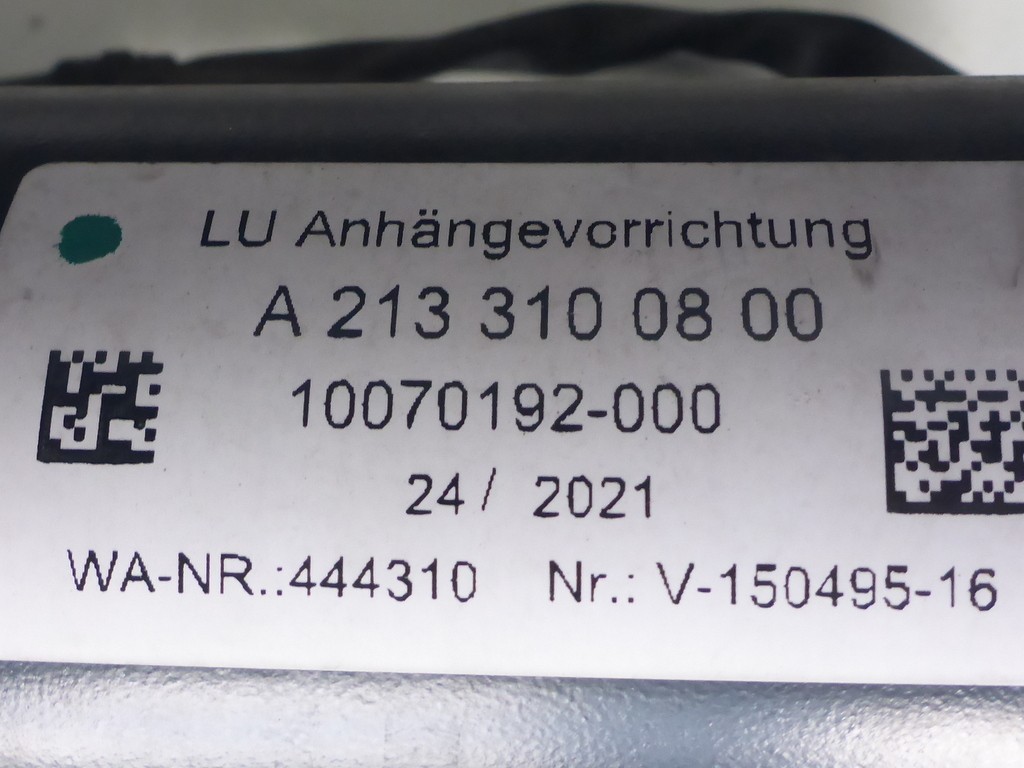 LU Anhängevorrichtung
A 213 310 08 00
10070192-000
24/ 2021
WA-NR.:444310 Nr.: V-150495-16